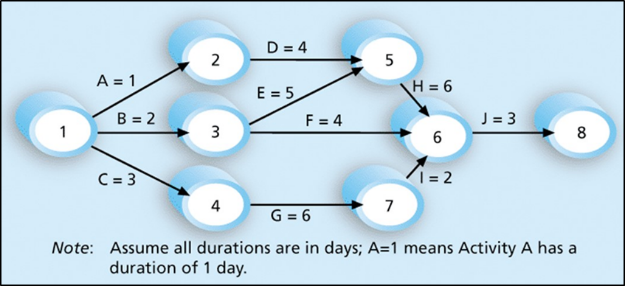 2
D = 4
5
A = 1
E = 5
H = 6
1
B = 2
3
F = 4
6
J = 3
8
C = 3
4
G = 6
7
I = 2
Note: Assume all durations are in days; A=1 means Activity A has a
duration of 1 day.